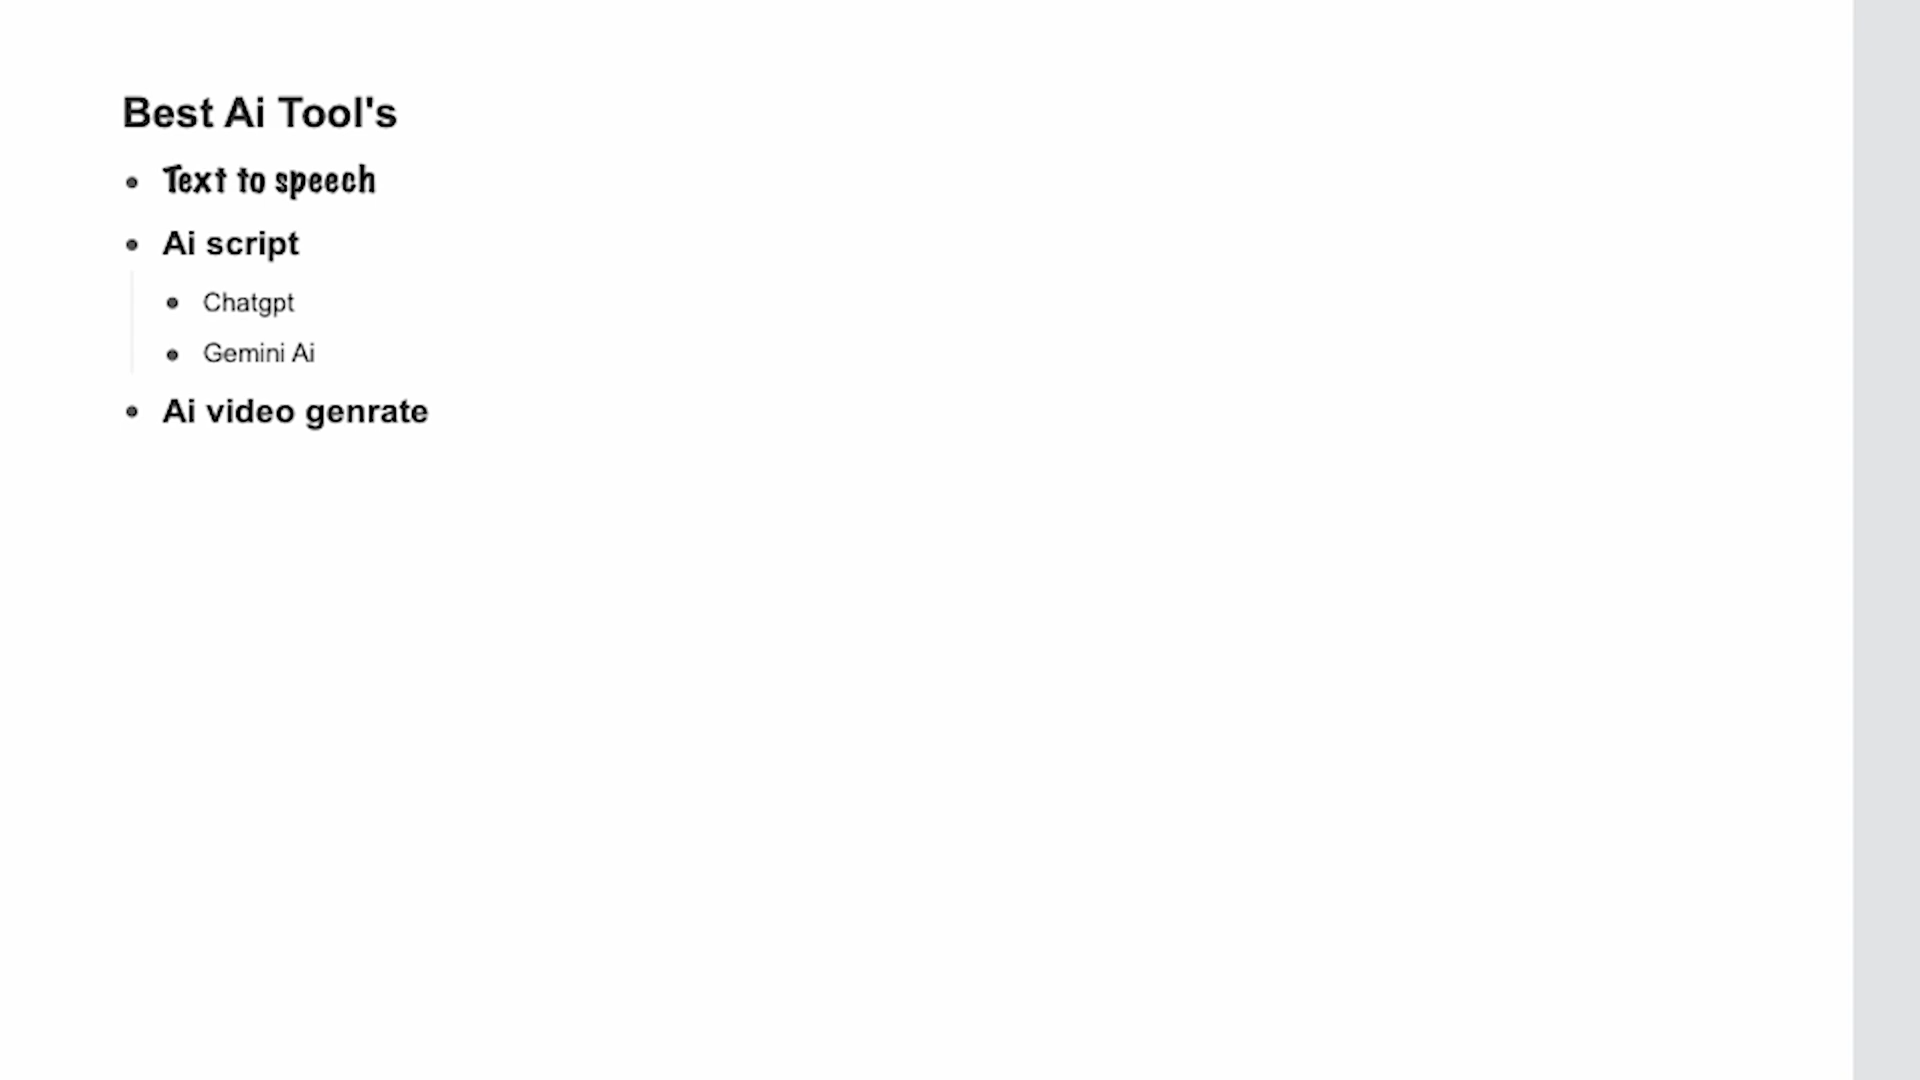 Best Ai Tool's
Text to speech
Ai script
Chatgpt
Gemini Ai
Ai video genrate